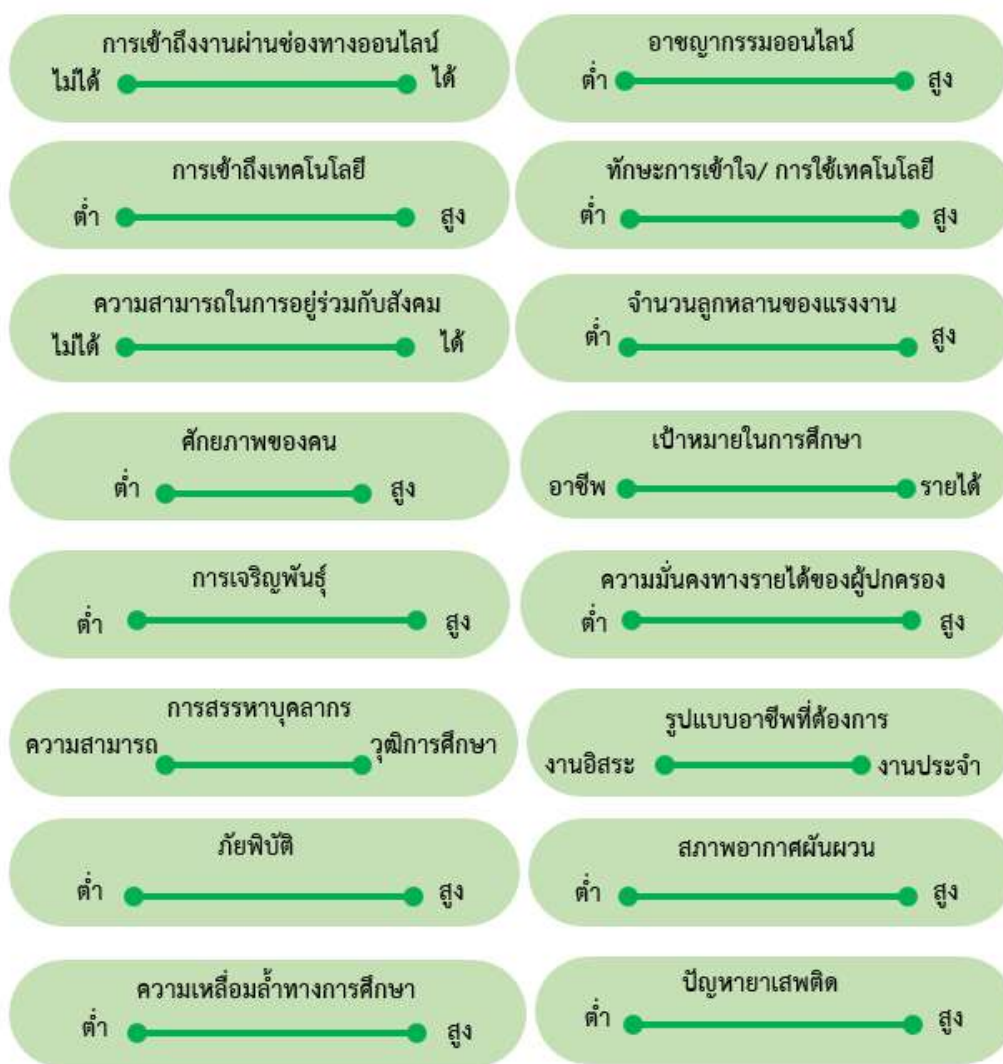 การเข้าถึงงานผ่านช่องทางออนไลน์
ไม่ได้ ได้
อาชญากรรมออนไลน์
ต่ำ สูง
การเข้าถึงเทคโนโลยี
ต่ำ สูง
ทักษะการเข้าใจ/ การใช้เทคโนโลยี
ต่ำ สูง
ความสามารถในการอยู่ร่วมกับสังคม
ไม่ได้ ได้
จำนวนลูกหลานของแรงงาน
ต่ำ สูง
ศักยภาพของคน
ต่ำ สูง
เป้าหมายในการศึกษา
อาชีพ รายได้
การเจริญพันธุ์
ต่ำ สูง
ความมั่นคงทางรายได้ของผู้ปกครอง
ต่ำ สูง
การสรรหาบุคลากร
ความสามารถ วุฒิการศึกษา
รูปแบบอาชีพที่ต้องการ
งานอิสระ งานประจำ
ภัยพิบัติ
ต่ำ สูง
สภาพอากาศผันผวน
ต่ำ สูง
ความเหลื่อมล้ำทางการศึกษา
ต่ำ สูง
ปัญหายาเสพติด
ต่ำ สูง